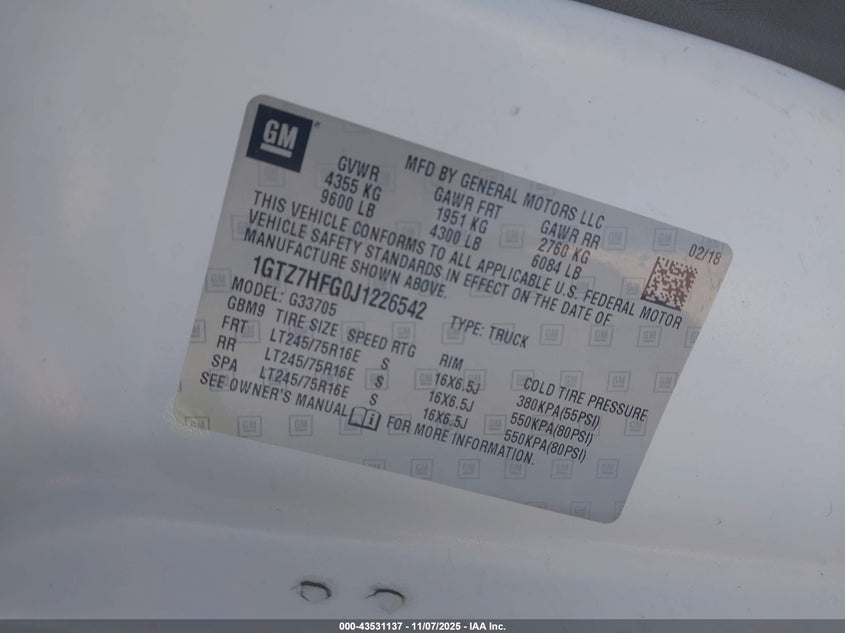 GM
MFD BY GENERAL MOTORS LLC
02/18
GVWR GAWR FRT GAWR RR
4355 KG 1951 KG 2760 KG
9600 LB 4300 LB 6084 LB
THIS VEHICLE CONFORMS TO ALL APPLICABLE U.S. FEDERAL MOTOR
VEHICLE SAFETY STANDARDS IN EFFECT ON THE DATE OF
MANUFACTURE SHOWN ABOVE.
1GTZ7HFG0J1226542 TYPE: TRUCK
MODEL: G33705
GBM9 TIRE SIZE SPEED RTG RIM COLD TIRE PRESSURE
FRT LT245/75R16E S 16X6.5J 380KPA(55PSI)
RR LT245/75R16E S 16X6.5J 550KPA(80PSI)
SPA LT245/75R16E S 16X6.5J 550KPA(80PSI)
SEE OWNER'S MANUAL FOR MORE INFORMATION.
000-43531137 - 11/07/2025 - IAA Inc.